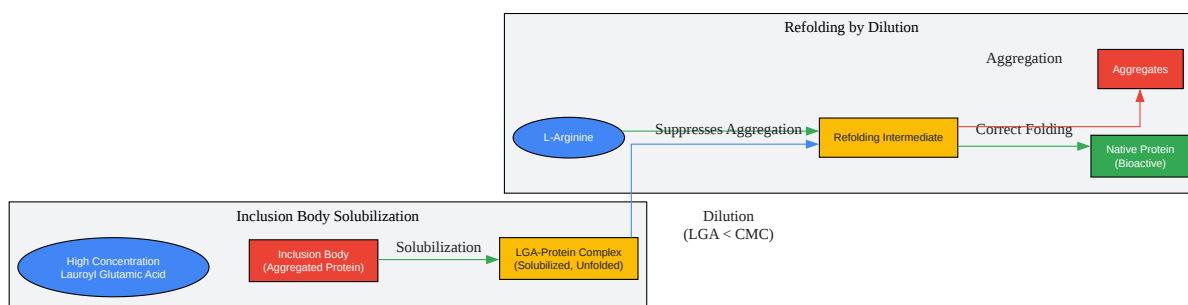 Refolding by Dilution
Aggregation
Aggregates
L-Arginine
Suppresses Aggregation
Refolding Intermediate
Correct Folding
Native Protein
(Bioactive)
Inclusion Body Solubilization
Dilution
(LGA < CMC)
High Concentration
Lauroyl Glutamic Acid
Inclusion Body
(Aggregated Protein)
Solubilization
LGA-Protein Complex
(Solubilized, Unfolded)